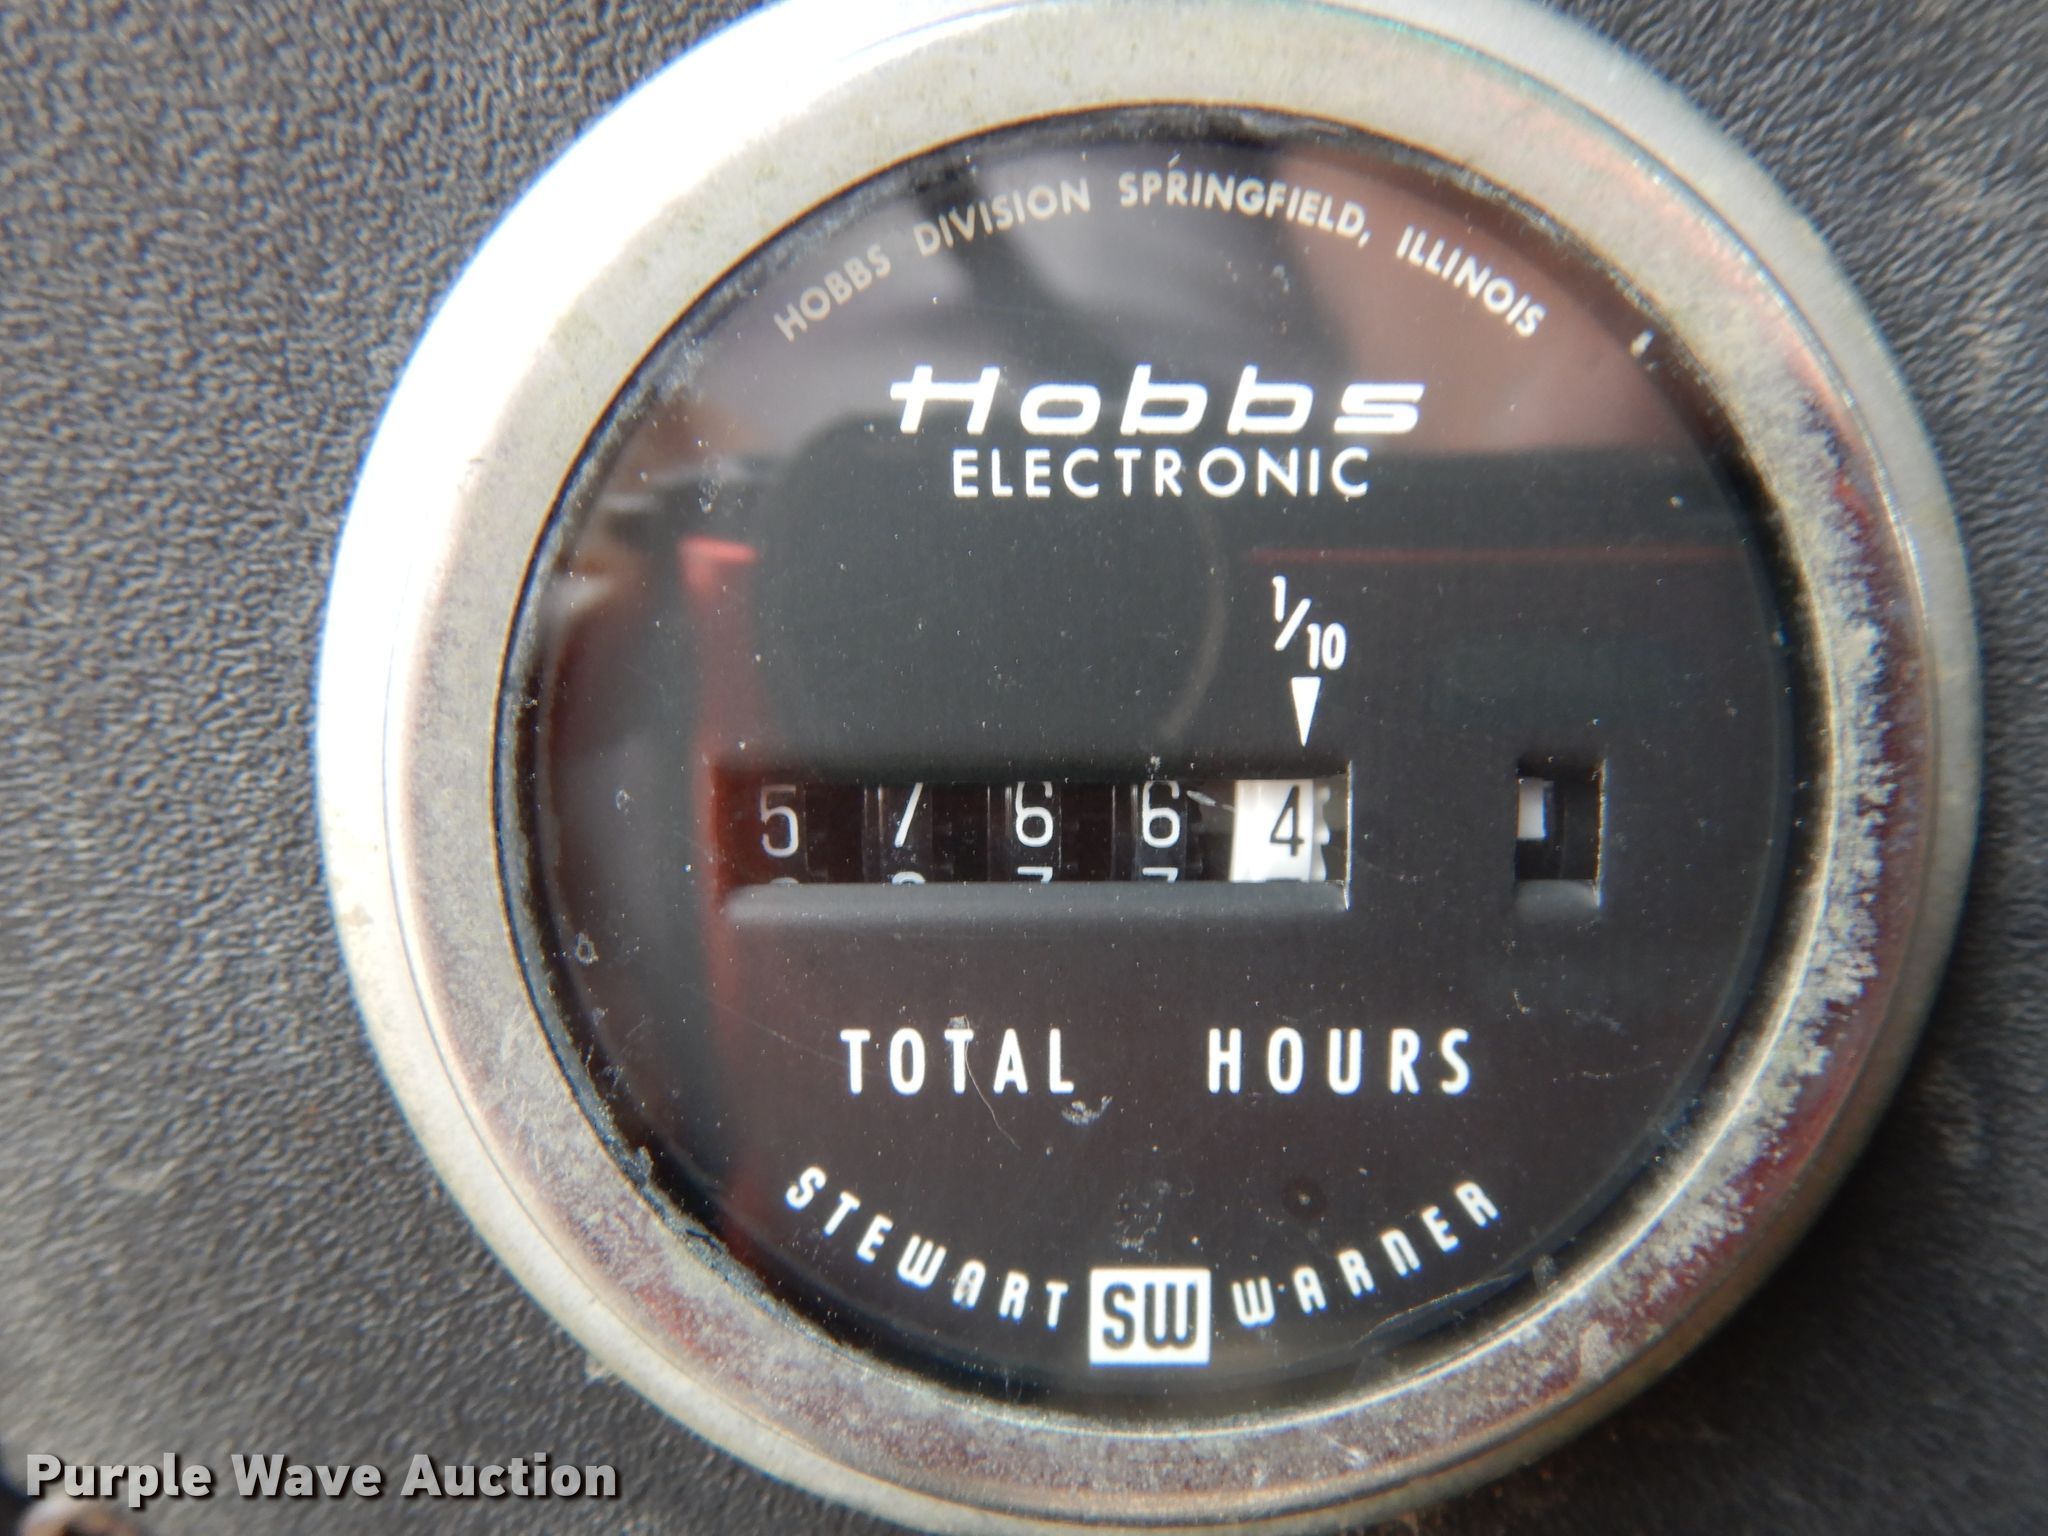 HOBBS DIVISION SPRINGFIELD, ILLINOIS
Hobbs
ELECTRONIC
1/10
5 7 6 6 4
TOTAL HOURS
STEWART SW WARNER
Purple Wave Auction